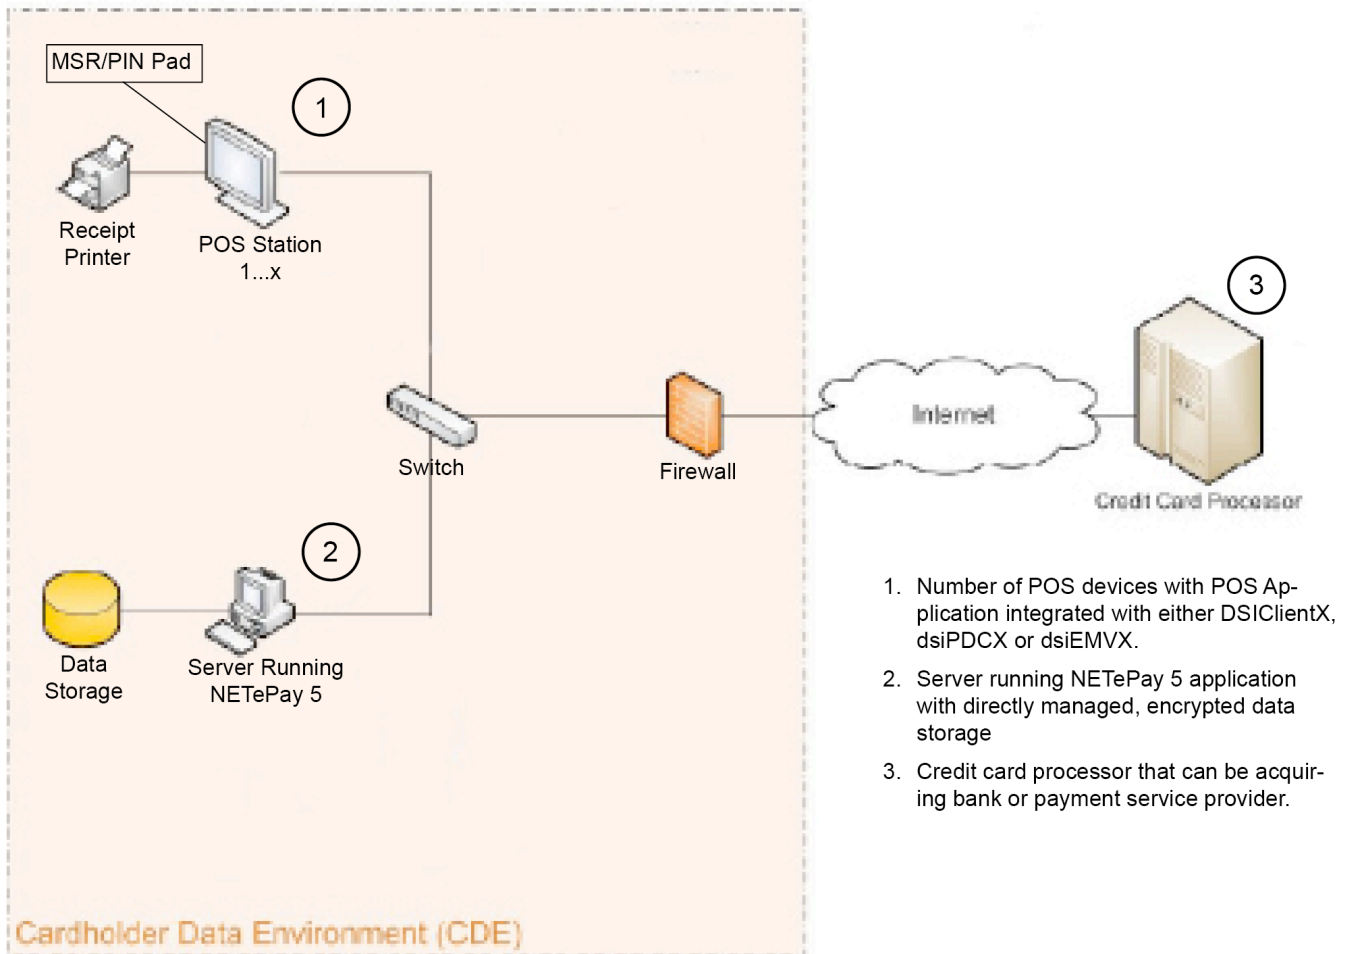 MSR/PIN Pad
1
Receipt
Printer
POS Station
1...x
3
Switch
Firewall
Internet
Credit Card Processor
2
Data
Storage
Server Running
NETePay 5
1. Number of POS devices with POS Ap-
plication integrated with either DSIClientX,
dsiPDCX or dsiEMVX.
2. Server running NETePay 5 application
with directly managed, encrypted data
storage
3. Credit card processor that can be acquir-
ing bank or payment service provider.
Cardholder Data Environment (CDE)